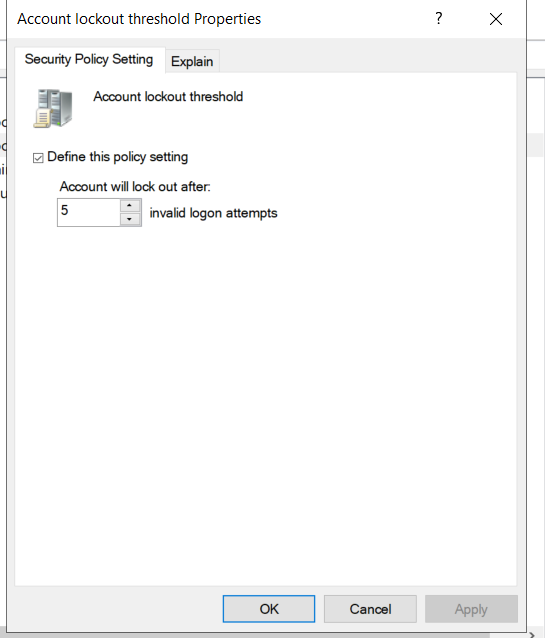 Account lockout threshold Properties
?
Security Policy Setting
Explain
Account lockout threshold
Define this policy setting
Account will lock out after:
5
invalid logon attempts
OK
Cancel
Apply